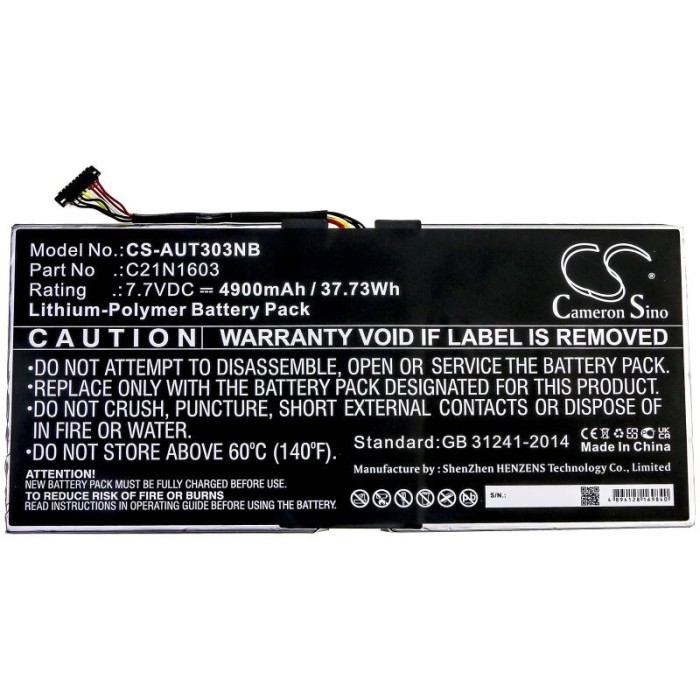 Model No.:CS-AUT303NB
Part No :C21N1603
Rating :7.7VDC ⎓ 4900mAh / 37.73Wh
Lithium-Polymer Battery Pack
CS
Cameron Sino
CAUTION WARRANTY VOID IF LABEL IS REMOVED
•DO NOT ATTEMPT TO DISASSEMBLE, OPEN OR SERVICE THE BATTERY PACK.
•REPLACE ONLY WITH THE BATTERY PACK DESIGNATED FOR THIS PRODUCT.
•DO NOT CRUSH, PUNCTURE, SHORT EXTERNAL CONTACTS OR DISPOSE OF
IN FIRE OR WATER.
•DO NOT STORE ABOVE 60°C (140°F).
Standard:GB 31241-2014
Made In China
Manufacture by : ShenZhen HENZENS Technology Co., Limited
ATTENTION!
NEW BATTERY PACK MUST BE FULLY CHARGED BEFORE USE.
TO REDUCE RISK OF FIRE OR BURNS
READ INSTRUCTIONS PROVIDED BEFORE USING THIS BATTERY PACK.
S/N.:
4894128169840